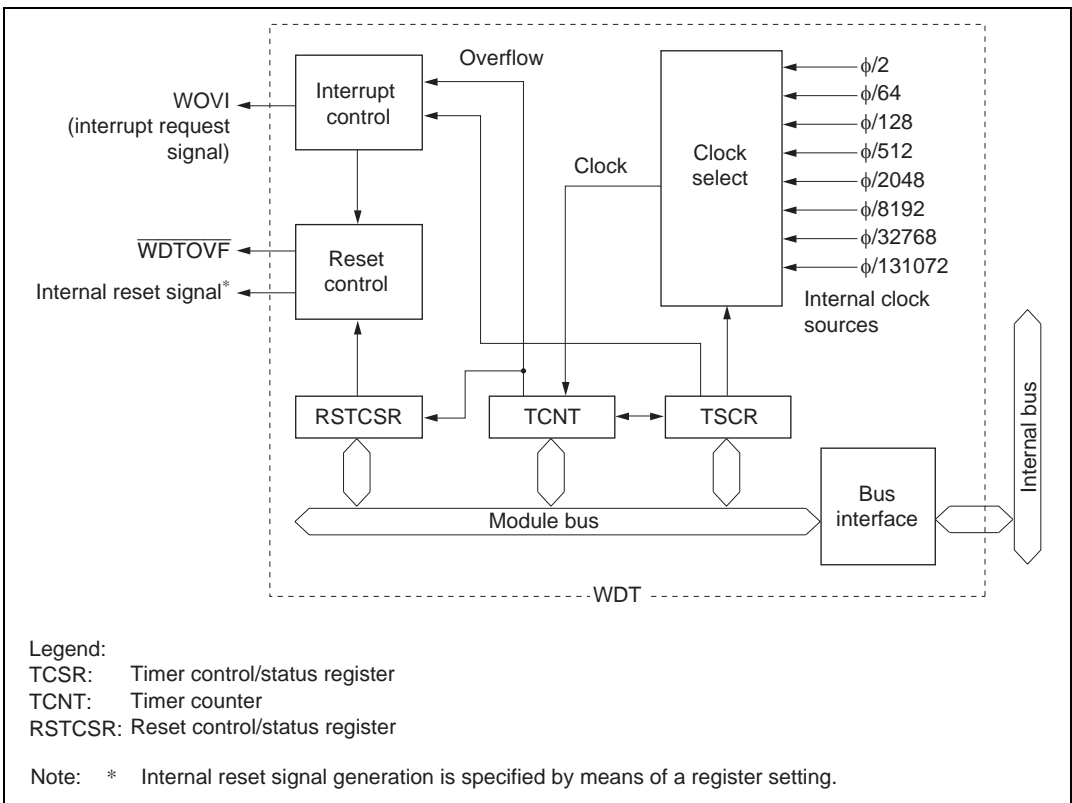 Overflow
Interrupt
control
WOVI
(interrupt request
signal)
Clock
Clock
select
ϕ/2
ϕ/64
ϕ/128
ϕ/512
ϕ/2048
ϕ/8192
ϕ/32768
ϕ/131072
Internal clock
sources
WDTOVF
Internal reset signal*
Reset
control
RSTCSR
TCNT
TSCR
Module bus
Bus
interface
Internal bus
WDT
Legend:
TCSR: Timer control/status register
TCNT: Timer counter
RSTCSR: Reset control/status register
Note: * Internal reset signal generation is specified by means of a register setting.